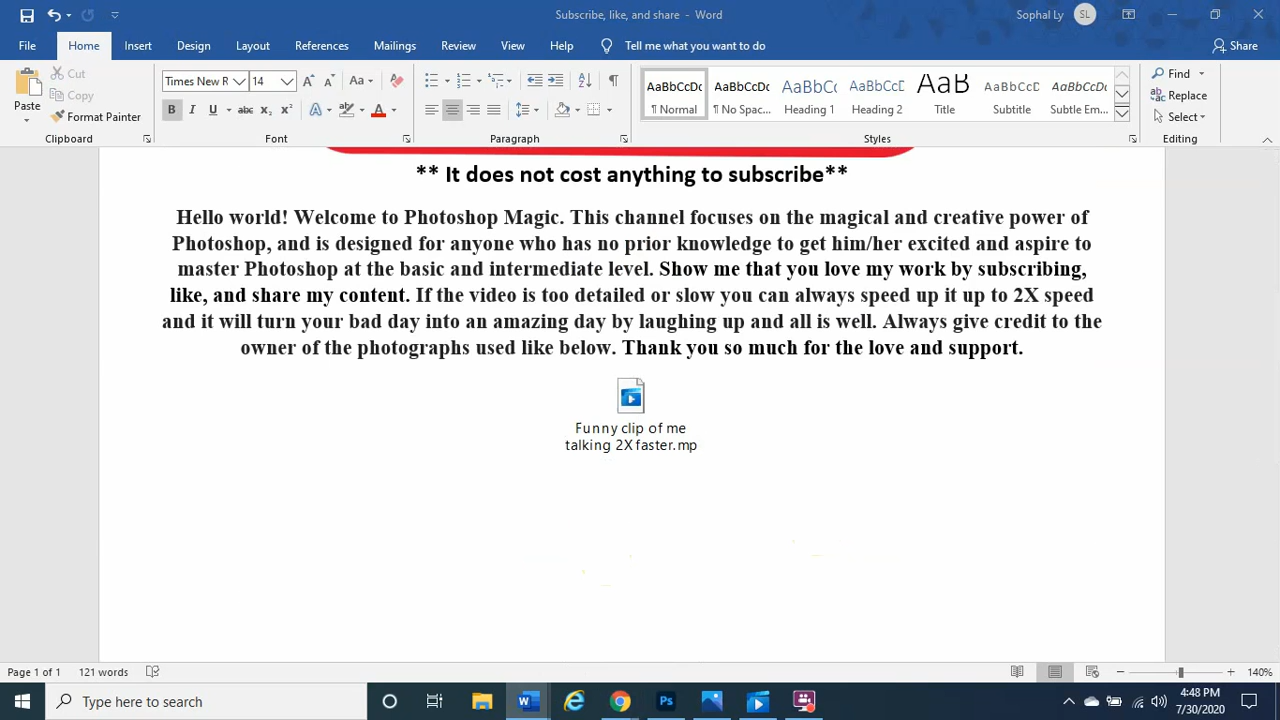 Subscribe, like, and share - Word
Sophal Ly SL
File Home Insert Design Layout References Mailings Review View Help Tell me what you want to do Share
Paste Cut Copy Format Painter
Times New R 14 Aa
B I U abc x₂ x² A A
AaBbCcDc AaBbCcDc AaBbCc AaBbCcD AaB AaBbCcD AaBbCcDc
¶ Normal ¶ No Spac... Heading 1 Heading 2 Title Subtitle Subtle Em...
Find Replace Select
Clipboard Font Paragraph Styles Editing
** It does not cost anything to subscribe**
Hello world! Welcome to Photoshop Magic. This channel focuses on the magical and creative power of
Photoshop, and is designed for anyone who has no prior knowledge to get him/her excited and aspire to
master Photoshop at the basic and intermediate level. Show me that you love my work by subscribing,
like, and share my content. If the video is too detailed or slow you can always speed up it up to 2X speed
and it will turn your bad day into an amazing day by laughing up and all is well. Always give credit to the
owner of the photographs used like below. Thank you so much for the love and support.
Funny clip of me
talking 2X faster.mp
Page 1 of 1 121 words 140%
Type here to search
4:48 PM
7/30/2020